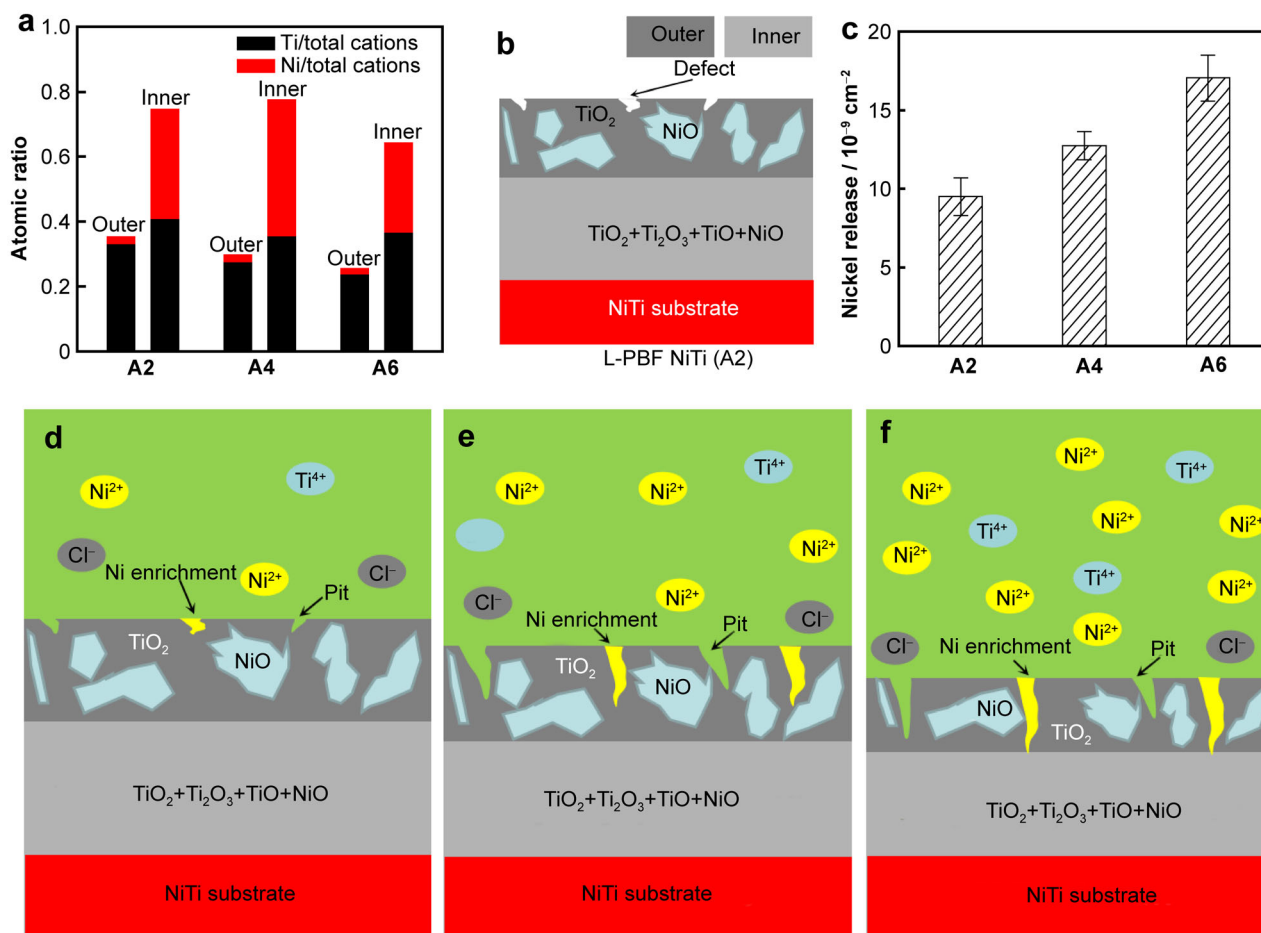 a
1.0
0.8
0.6
0.4
0.2
0
Atomic ratio
Ti/total cations
Ni/total cations
Outer
Inner
Outer
Inner
Outer
Inner
A2
A4
A6
b
Outer
Inner
Defect
TiO₂
NiO
TiO₂+Ti₂O₃+TiO+NiO
NiTi substrate
L-PBF NiTi (A2)
c
20
15
10
5
0
Nickel release / 10⁻⁹ cm⁻²
A2
A4
A6
d
Ni²⁺
Ti⁴⁺
Cl⁻
Ni enrichment
Ni²⁺
Cl⁻
Pit
TiO₂
NiO
TiO₂+Ti₂O₃+TiO+NiO
NiTi substrate
e
Ti⁴⁺
Ni²⁺
Ni²⁺
Ni²⁺
Cl⁻
Ni²⁺
Cl⁻
Ni enrichment
Pit
TiO₂
NiO
TiO₂+Ti₂O₃+TiO+NiO
NiTi substrate
f
Ni²⁺
Ti⁴⁺
Ni²⁺
Ni²⁺
Ni²⁺
Ti⁴⁺
Ni²⁺
Ti⁴⁺
Ni²⁺
Ni²⁺
Ni²⁺
Cl⁻
Ni enrichment
Pit
Cl⁻
NiO
TiO₂
TiO₂+Ti₂O₃+TiO+NiO
NiTi substrate